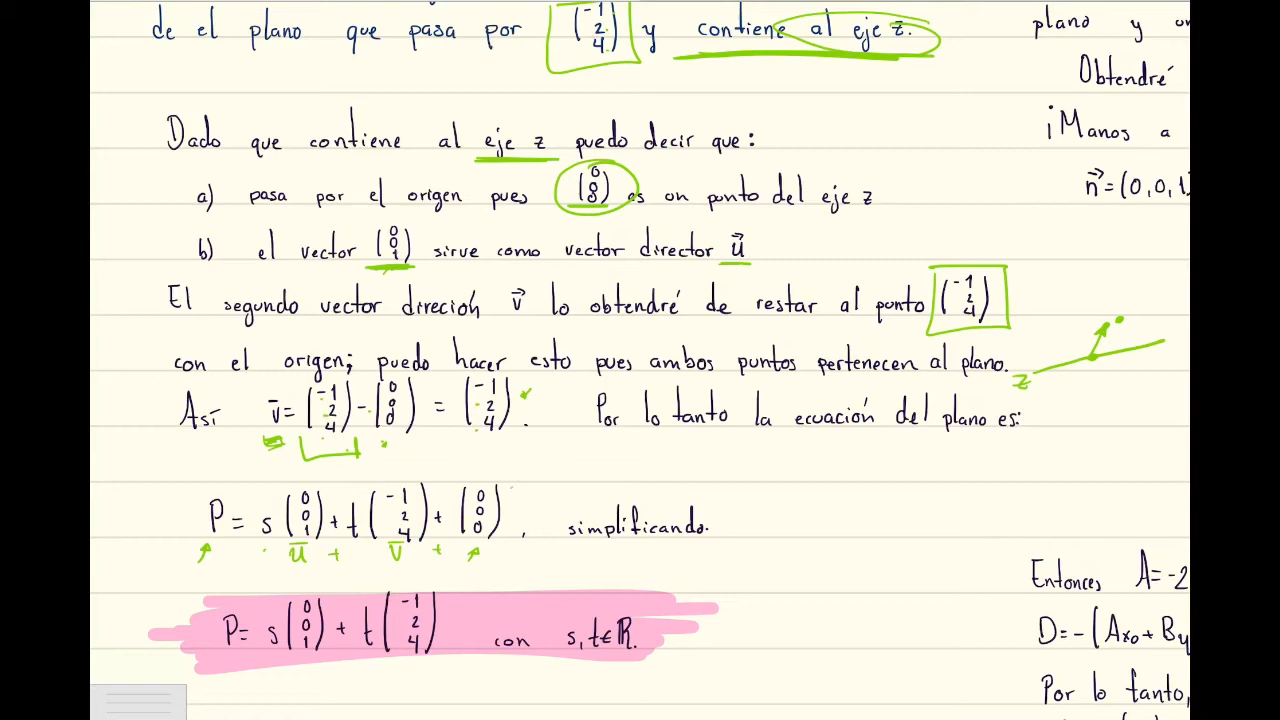 de el plano que pasa por (-1 2 4) y contiene al eje z.
Dado que contiene al eje z puedo decir que:
a) pasa por el origen pues (0 0 0) es un punto del eje z
b) el vector (0 0 1) sirve como vector director u⃗
El segundo vector direción v⃗ lo obtendré de restar al punto (-1 2 4)
con el origen; puedo hacer esto pues ambos puntos pertenecen al plano.
z
Así v̄= (-1 2 4) - (0 0 0) = (-1 2 4). Por lo tanto la ecuación del plano es:
P= s (0 0 1) + t (-1 2 4) + (0 0 0), simplificando.
ū + v̄ +
P= s (0 0 1) + t (-1 2 4) con s, t ∈ ℝ.
plano y un
Obtendré
¡Manos a
n⃗=(0,0,1)
Entonces A=-2
D=-(Ax₀+By
Por lo tanto,